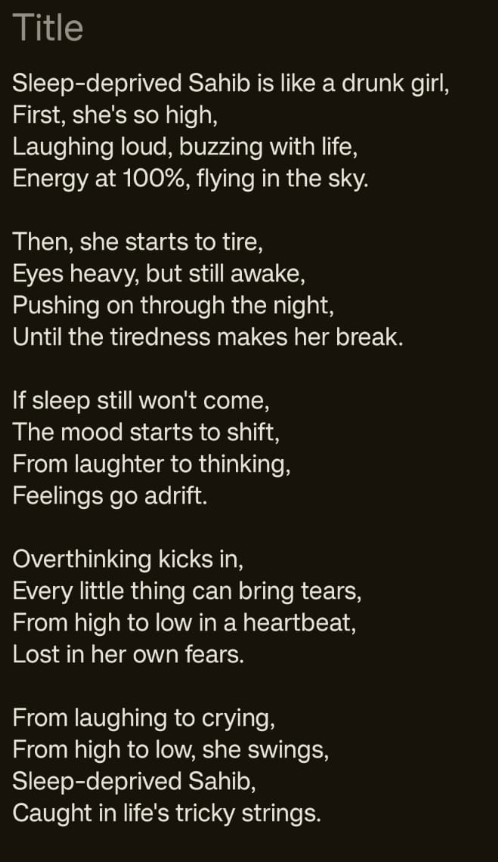 Title
Sleep-deprived Sahib is like a drunk girl,
First, she's so high,
Laughing loud, buzzing with life,
Energy at 100%, flying in the sky.
Then, she starts to tire,
Eyes heavy, but still awake,
Pushing on through the night,
Until the tiredness makes her break.
If sleep still won't come,
The mood starts to shift,
From laughter to thinking,
Feelings go adrift.
Overthinking kicks in,
Every little thing can bring tears,
From high to low in a heartbeat,
Lost in her own fears.
From laughing to crying,
From high to low, she swings,
Sleep-deprived Sahib,
Caught in life's tricky strings.